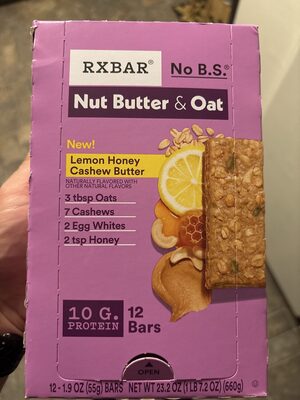 RXBAR® No B.S.®
Nut Butter & Oat
New!
Lemon Honey
Cashew Butter
NATURALLY FLAVORED WITH
OTHER NATURAL FLAVORS
3 tbsp Oats
7 Cashews
2 Egg Whites
2 tsp Honey
10 G.
PROTEIN
12
Bars
OPEN
12 - 1.9 OZ (55g) BARS NET WT 23.2 OZ (1 LB 7.2 OZ) (660g)